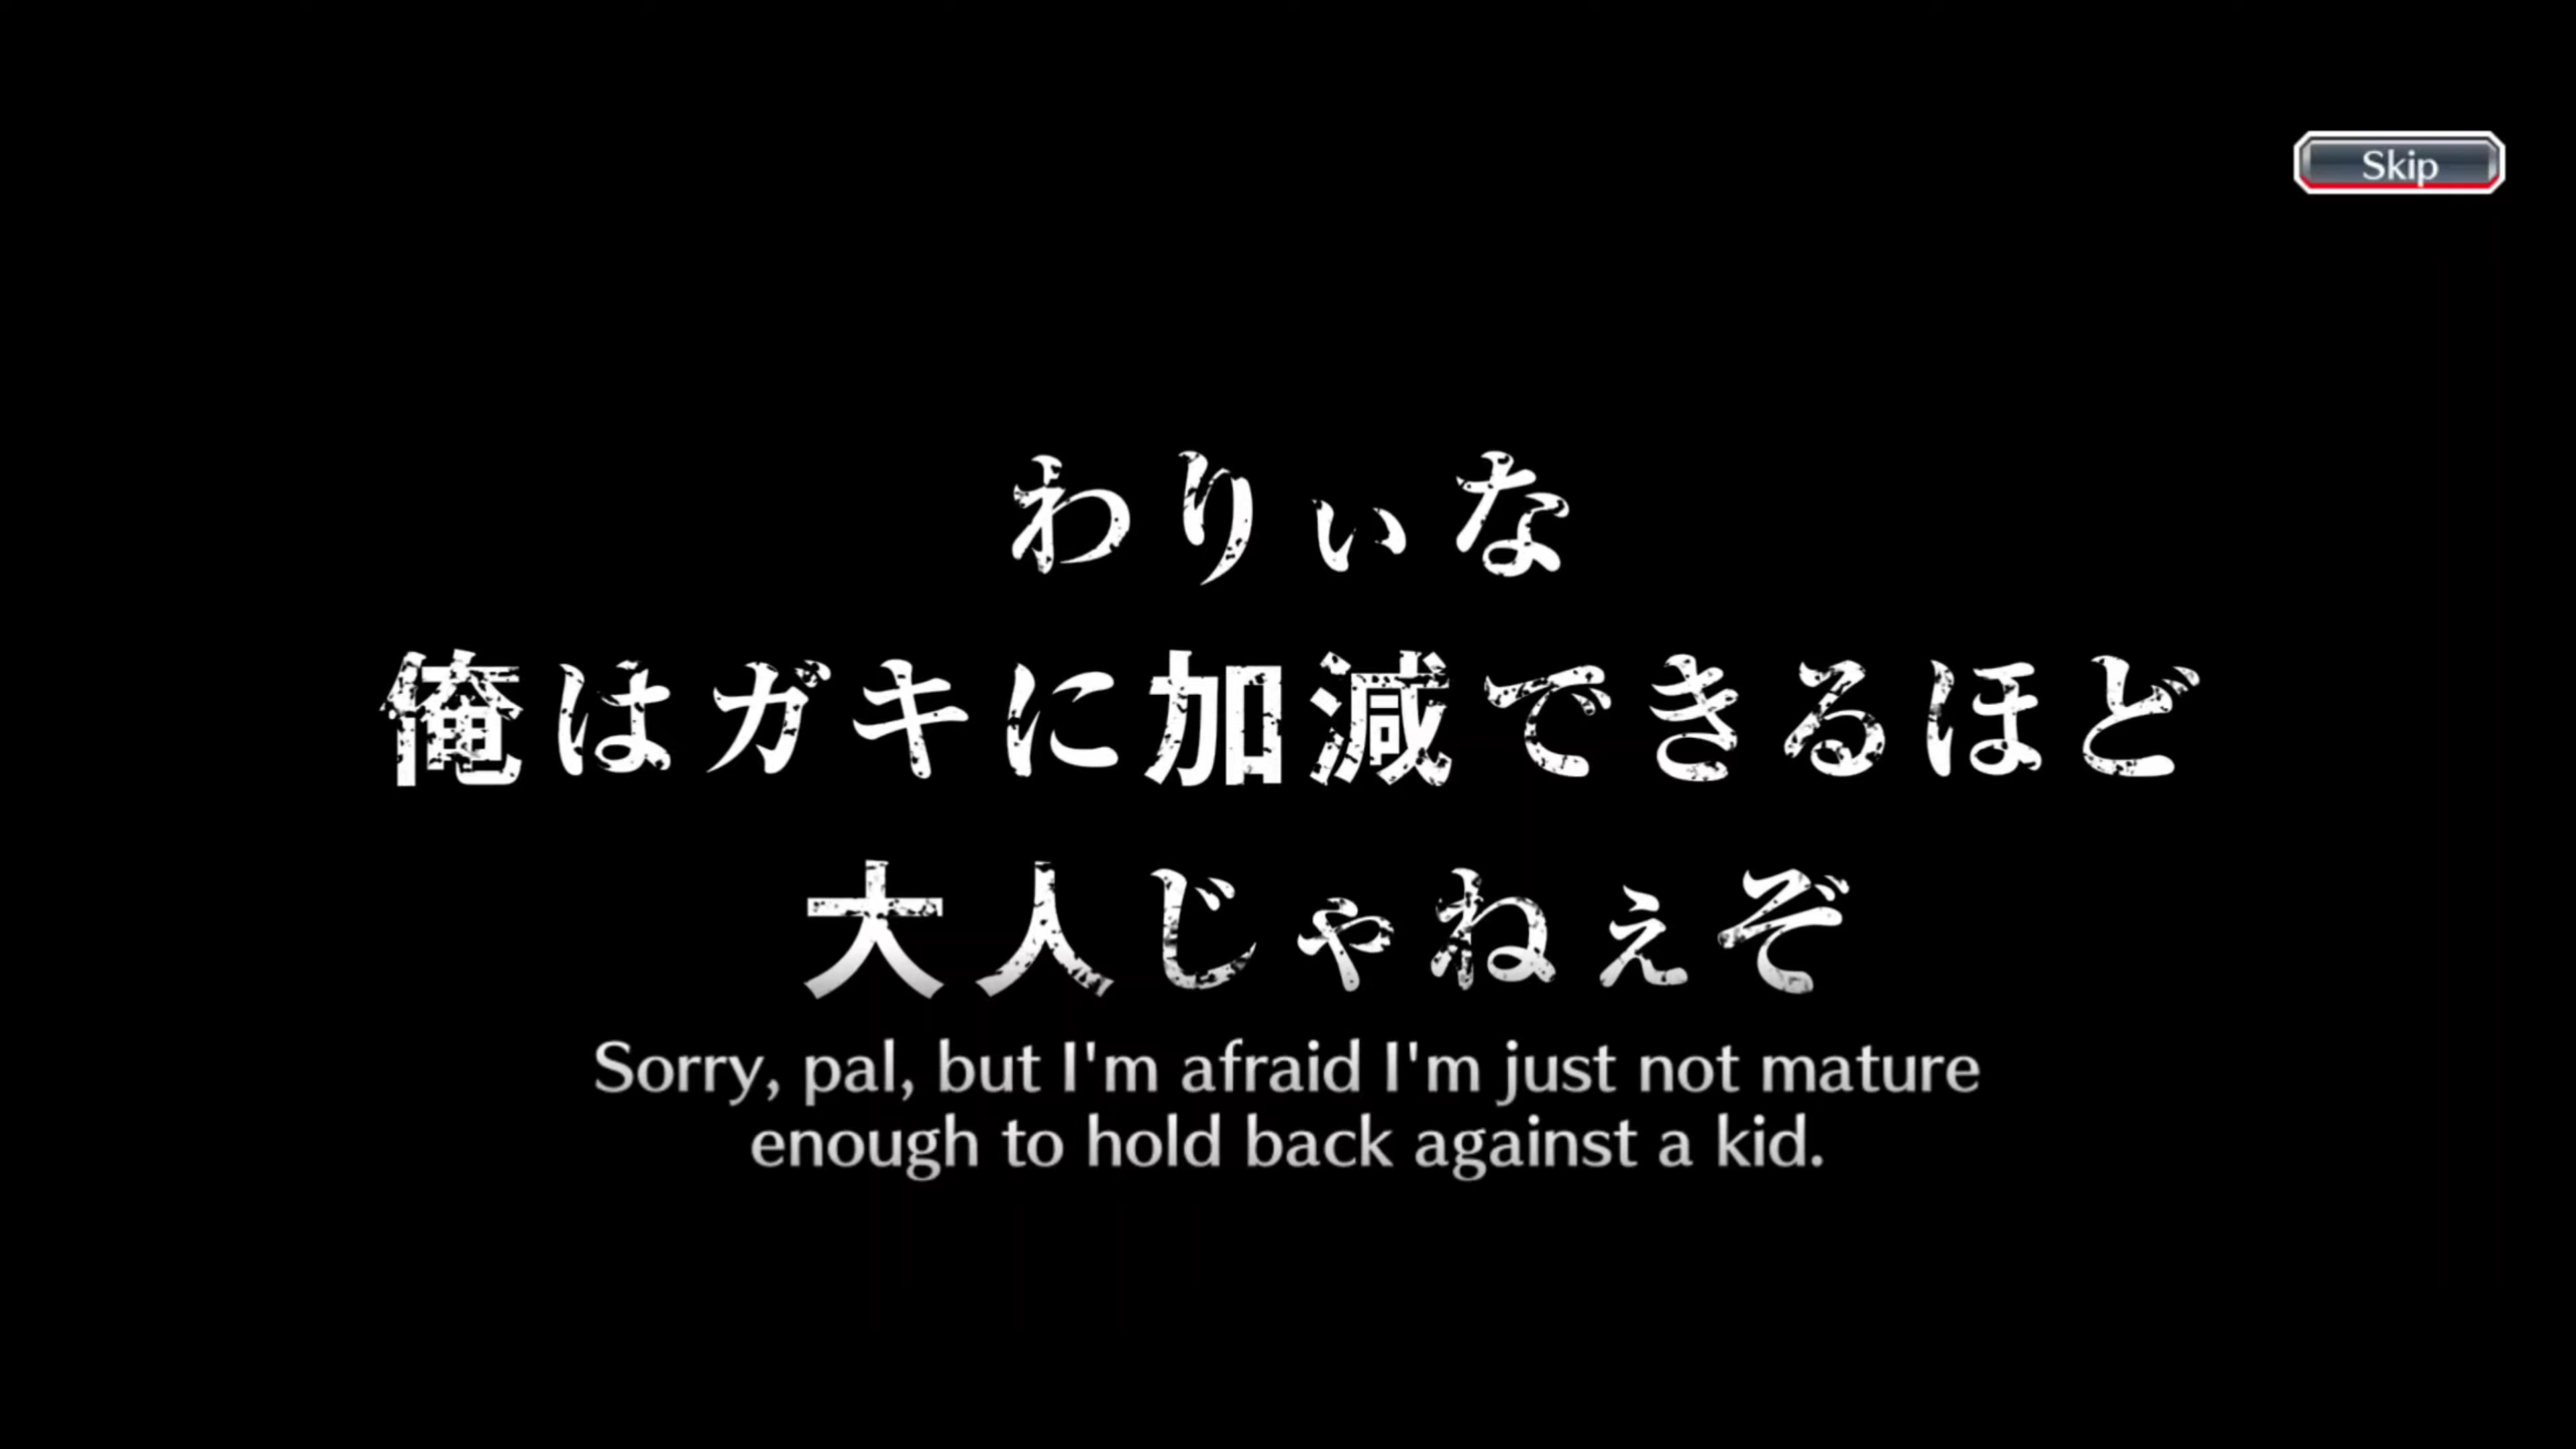 Skip
わりぃな
俺はガキに加減できるほど
大人じゃねぇぞ
Sorry, pal, but I'm afraid I'm just not mature
enough to hold back against a kid.